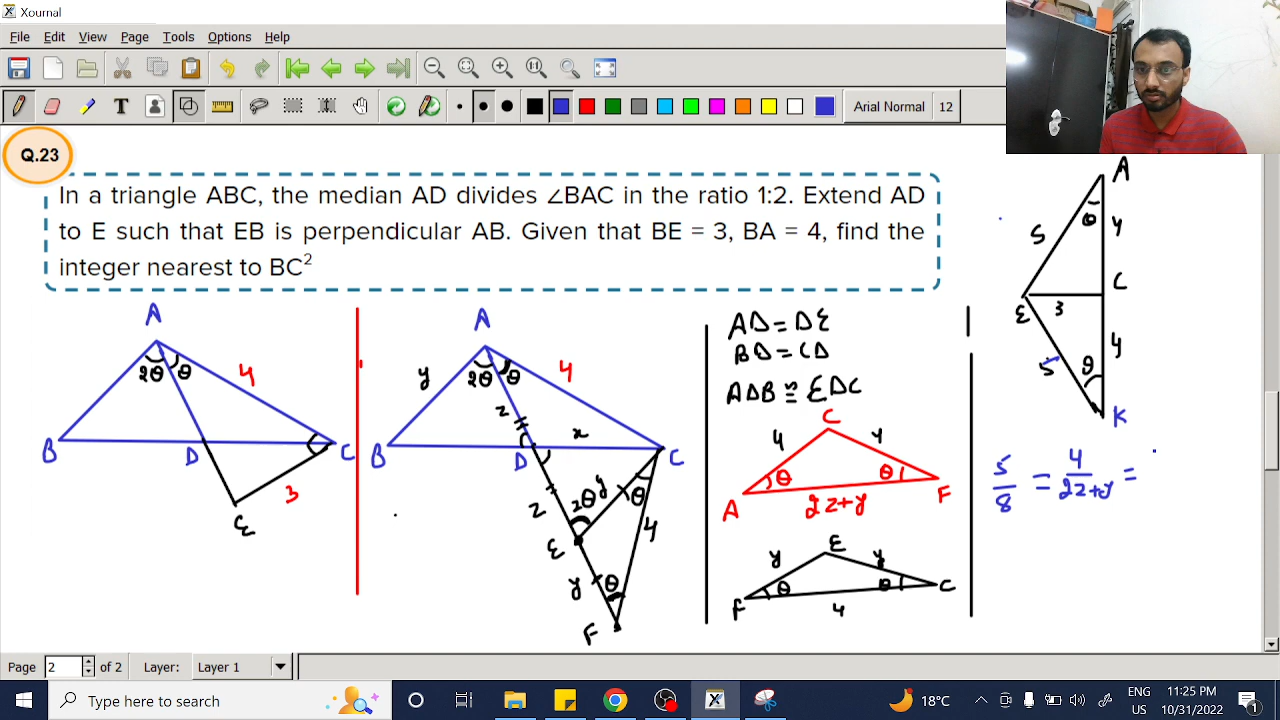 Xournal
File Edit View Page Tools Options Help
Arial Normal 12
Q.23
In a triangle ABC, the median AD divides ∠BAC in the ratio 1:2. Extend AD
to E such that EB is perpendicular AB. Given that BE = 3, BA = 4, find the
integer nearest to BC²
A
2θ θ 4
B D C
3
E
A
y 2θ θ 4
z
x
B D C
z 2θ y θ
E 4
y θ
F
AD = DE
BD = CD
ADB ≅ EDC
C
4 4
θ θ
A 2z+y F
E
y y
θ θ
F 4 C
A
θ
5 4
C
E 3
5 θ 4
K
5/8 = 4/2z+y =
Page 2 of 2 Layer: Layer 1
Type here to search
18°C
ENG
IN
11:25 PM
10/31/2022